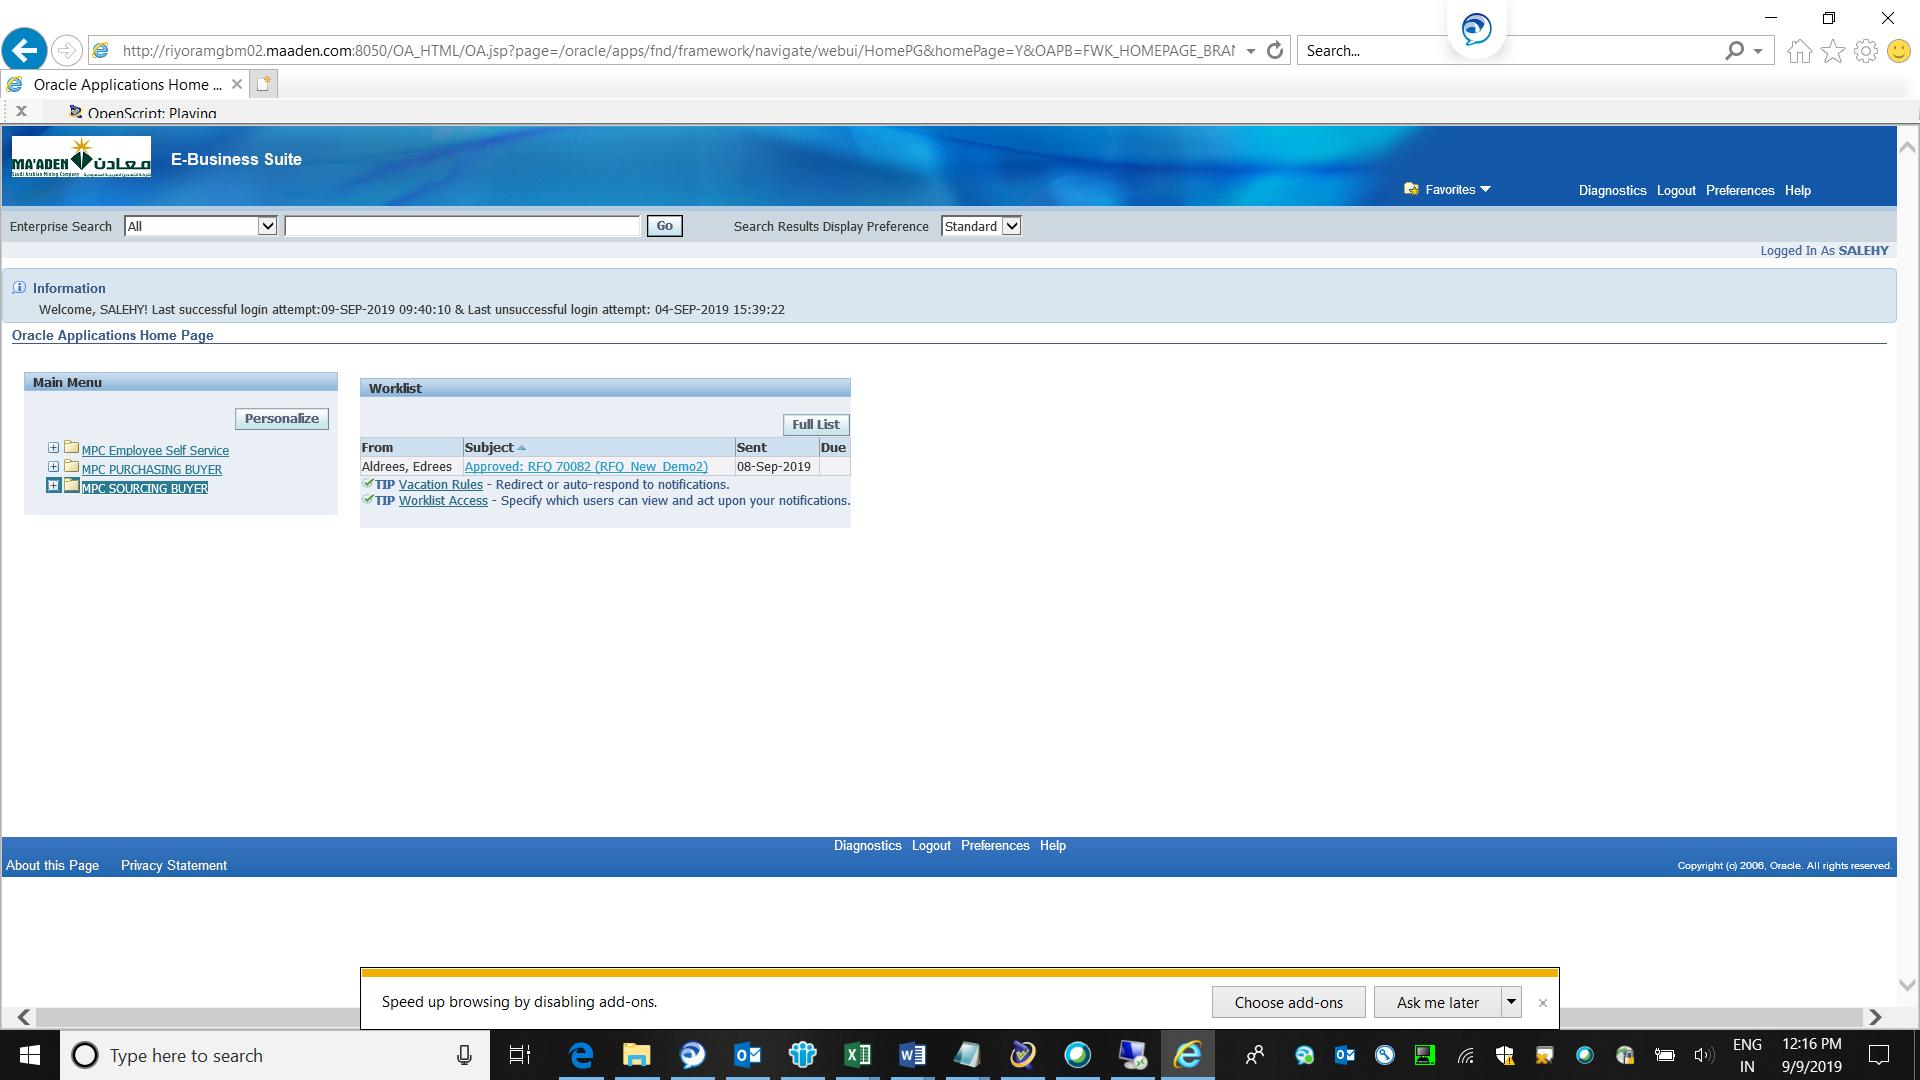 http://riyoramgbm02.maaden.com:8050/OA_HTML/OA.jsp?page=/oracle/apps/fnd/framework/navigate/webui/HomePG&homePage=Y&OAPB=FWK_HOMEPAGE_BRAN
Search...
Oracle Applications Home ...
X OpenScript: Playing
MA'ADEN معادن
Saudi Arabian Mining Company
E-Business Suite
Favorites
Diagnostics Logout Preferences Help
Enterprise Search All Go Search Results Display Preference Standard
Logged In As SALEHY
Information
Welcome, SALEHY! Last successful login attempt:09-SEP-2019 09:40:10 & Last unsuccessful login attempt: 04-SEP-2019 15:39:22
Oracle Applications Home Page
Main Menu
Personalize
MPC Employee Self Service
MPC PURCHASING BUYER
MPC SOURCING BUYER
Worklist
Full List
From Subject Sent Due
Aldrees, Edrees Approved: RFQ 70082 (RFQ_New_Demo2) 08-Sep-2019
TIP Vacation Rules - Redirect or auto-respond to notifications.
TIP Worklist Access - Specify which users can view and act upon your notifications.
Diagnostics Logout Preferences Help
About this Page Privacy Statement
Copyright (c) 2006, Oracle. All rights reserved.
Speed up browsing by disabling add-ons.
Choose add-ons Ask me later
Type here to search
ENG
IN
12:16 PM
9/9/2019